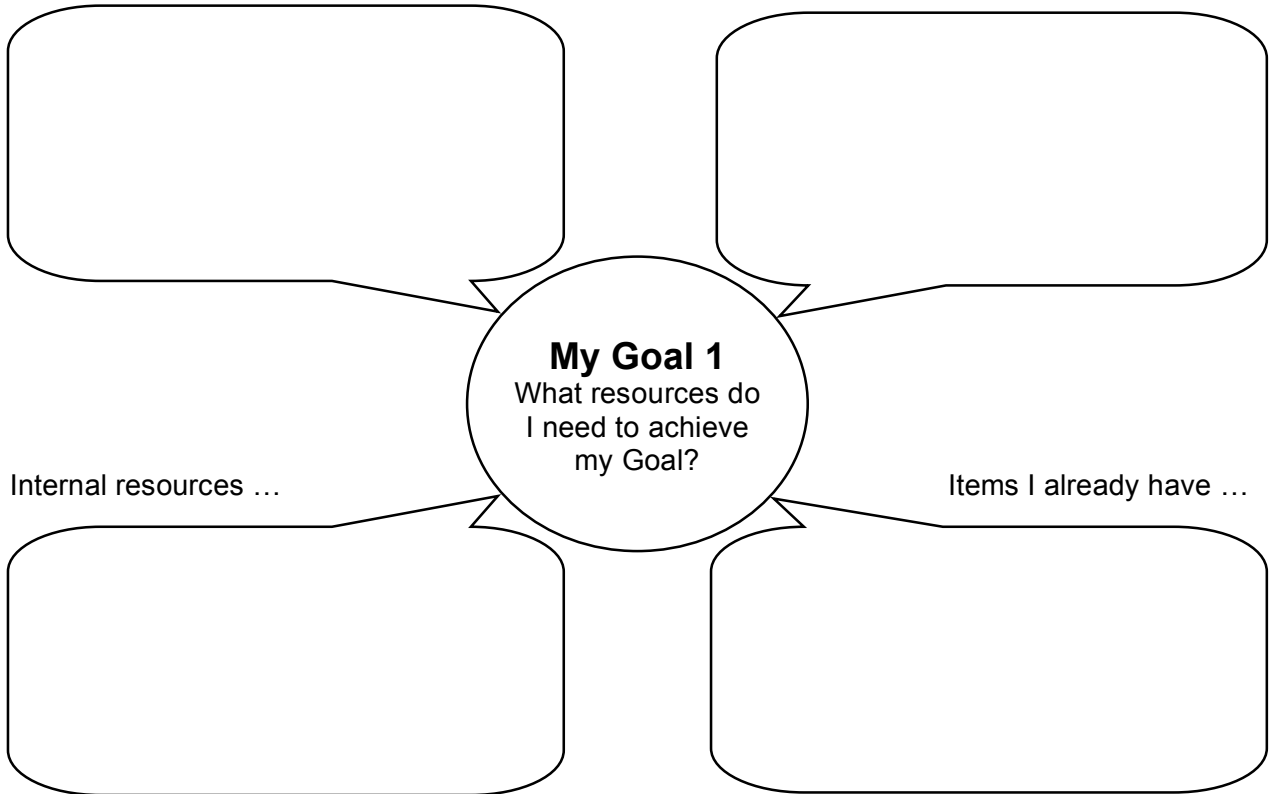 My Goal 1
What resources do
I need to achieve
my Goal?
Internal resources …
Items I already have …